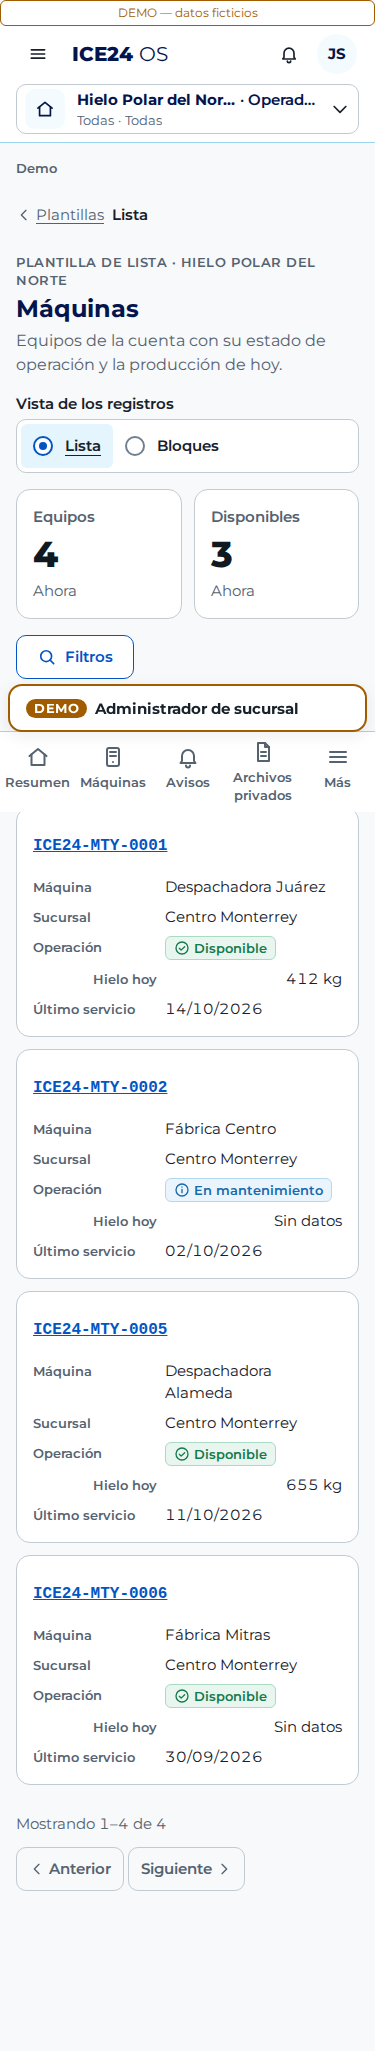 DEMO — datos ficticios
ICE24 OS
JS
Hielo Polar del Nor... · Operad...
Todas · Todas
Demo
Plantillas Lista
PLANTILLA DE LISTA · HIELO POLAR DEL
NORTE
Máquinas
Equipos de la cuenta con su estado de
operación y la producción de hoy.
Vista de los registros
Lista
Bloques
Equipos
4
Ahora
Disponibles
3
Ahora
Filtros
DEMO Administrador de sucursal
Resumen
Máquinas
Avisos
Archivos
privados
Más
ICE24-MTY-0001
Máquina Despachadora Juárez
Sucursal Centro Monterrey
Operación Disponible
Hielo hoy 412 kg
Último servicio 14/10/2026
ICE24-MTY-0002
Máquina Fábrica Centro
Sucursal Centro Monterrey
Operación En mantenimiento
Hielo hoy Sin datos
Último servicio 02/10/2026
ICE24-MTY-0005
Máquina Despachadora
Alameda
Sucursal Centro Monterrey
Operación Disponible
Hielo hoy 655 kg
Último servicio 11/10/2026
ICE24-MTY-0006
Máquina Fábrica Mitras
Sucursal Centro Monterrey
Operación Disponible
Hielo hoy Sin datos
Último servicio 30/09/2026
Mostrando 1–4 de 4
Anterior
Siguiente